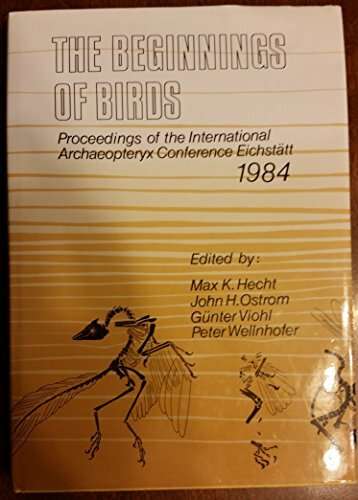 THE BEGINNINGS
OF BIRDS
Proceedings of the International
Archaeopteryx Conference Eichstätt
1984
Edited by:
Max K. Hecht
John H. Ostrom
Günter Viohl
Peter Wellnhofer